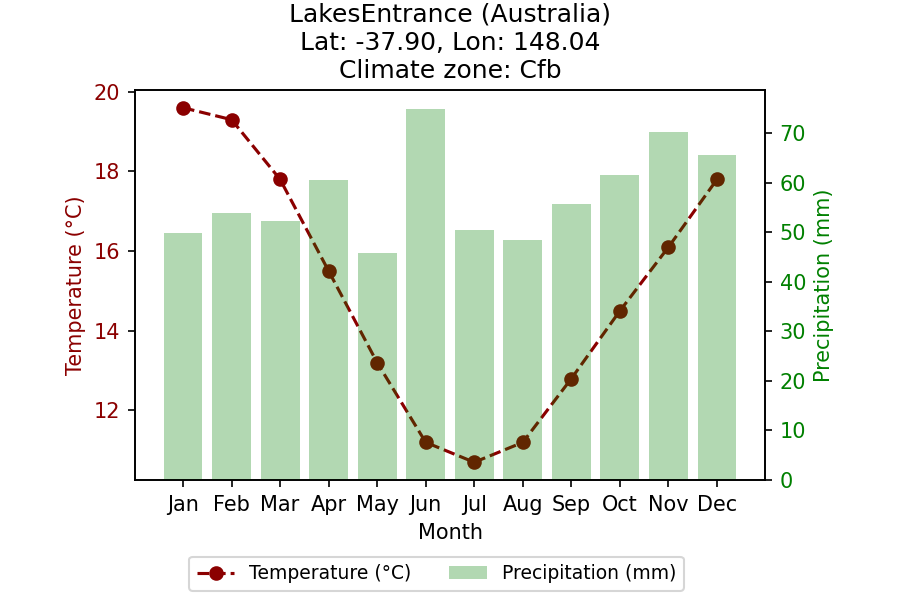 LakesEntrance (Australia)
Lat: -37.90, Lon: 148.04
Climate zone: Cfb
Temperature (°C)
20
18
16
14
12
70
60
50
40
30
20
10
0
Precipitation (mm)
Jan Feb Mar Apr May Jun Jul Aug Sep Oct Nov Dec
Month
Temperature (°C) Precipitation (mm)